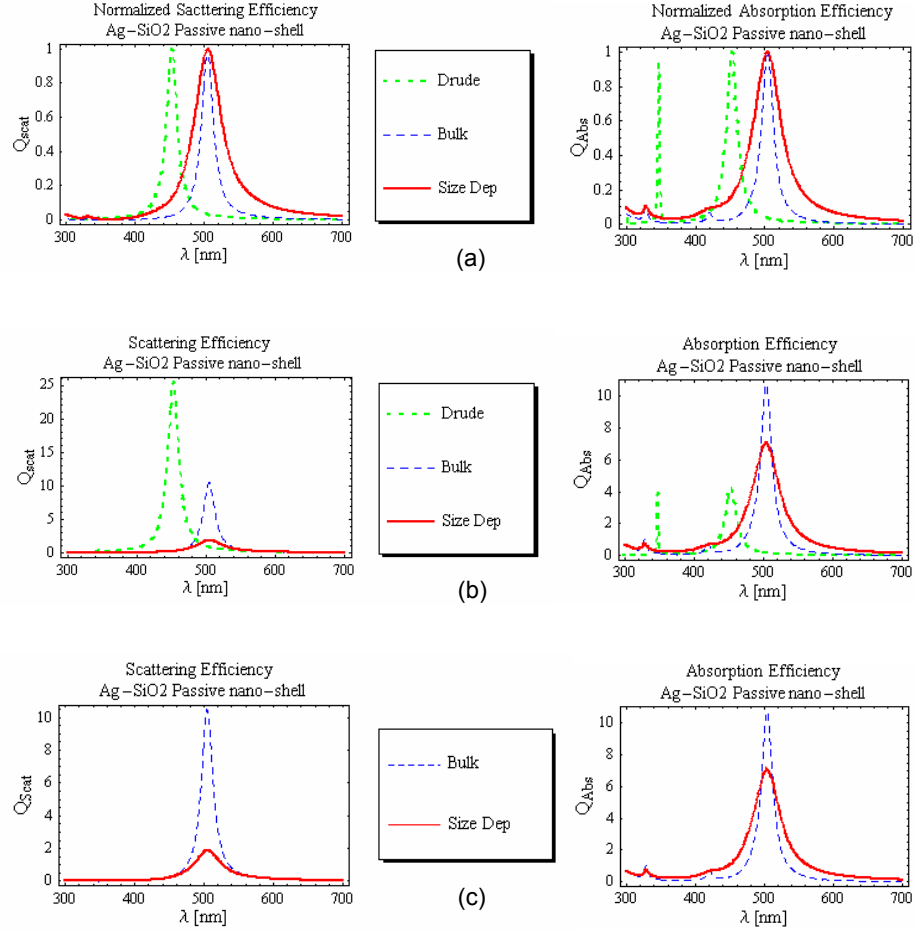 Normalized Sacttering Efficiency
Ag-SiO2 Passive nano-shell
1
0.8
0.6
0.4
0.2
0
Qscat
300 400 500 600 700
λ [nm]
Drude
Bulk
Size Dep
Normalized Absorption Efficiency
Ag-SiO2 Passive nano-shell
1
0.8
0.6
0.4
0.2
0
QAbs
300 400 500 600 700
λ [nm]
(a)
Scattering Efficiency
Ag-SiO2 Passive nano-shell
25
20
15
10
5
0
Qscat
300 400 500 600 700
λ [nm]
Drude
Bulk
Size Dep
Absorption Efficiency
Ag-SiO2 Passive nano-shell
10
8
6
4
2
0
QAbs
300 400 500 600 700
λ [nm]
(b)
Scattering Efficiency
Ag-SiO2 Passive nano-shell
10
8
6
4
2
0
QScat
300 400 500 600 700
λ [nm]
Bulk
Size Dep
Absorption Efficiency
Ag-SiO2 Passive nano-shell
10
8
6
4
2
0
QAbs
300 400 500 600 700
λ [nm]
(c)